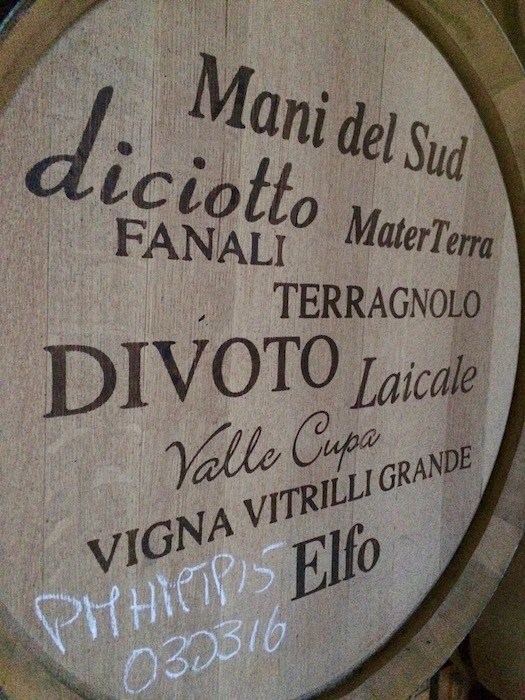 Mani del Sud
diciotto
FANALI
MaterTerra
TERRAGNOLO
DIVOTO
Laicale
Valle Cupa
VIGNA VITRILLI GRANDE
Elfo
030316